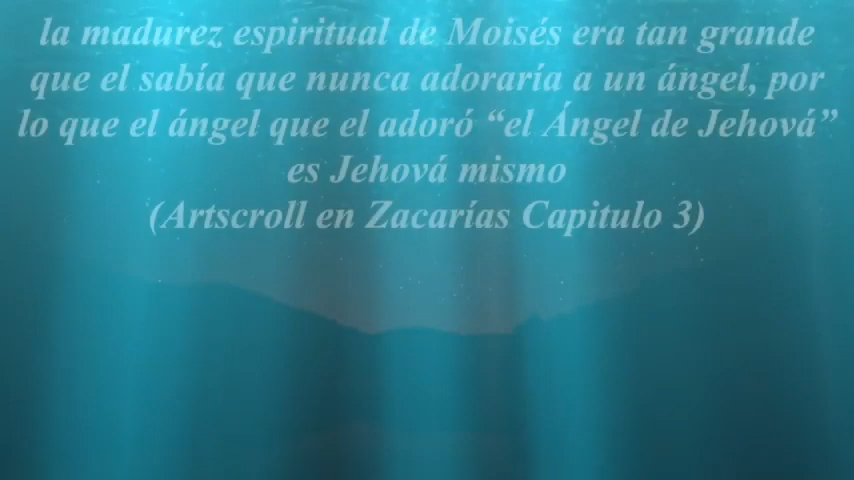 la madurez espiritual de Moisés era tan grande
que el sabía que nunca adoraría a un ángel, por
lo que el ángel que el adoró “el Ángel de Jehová”
es Jehová mismo
(Artscroll en Zacarías Capitulo 3)